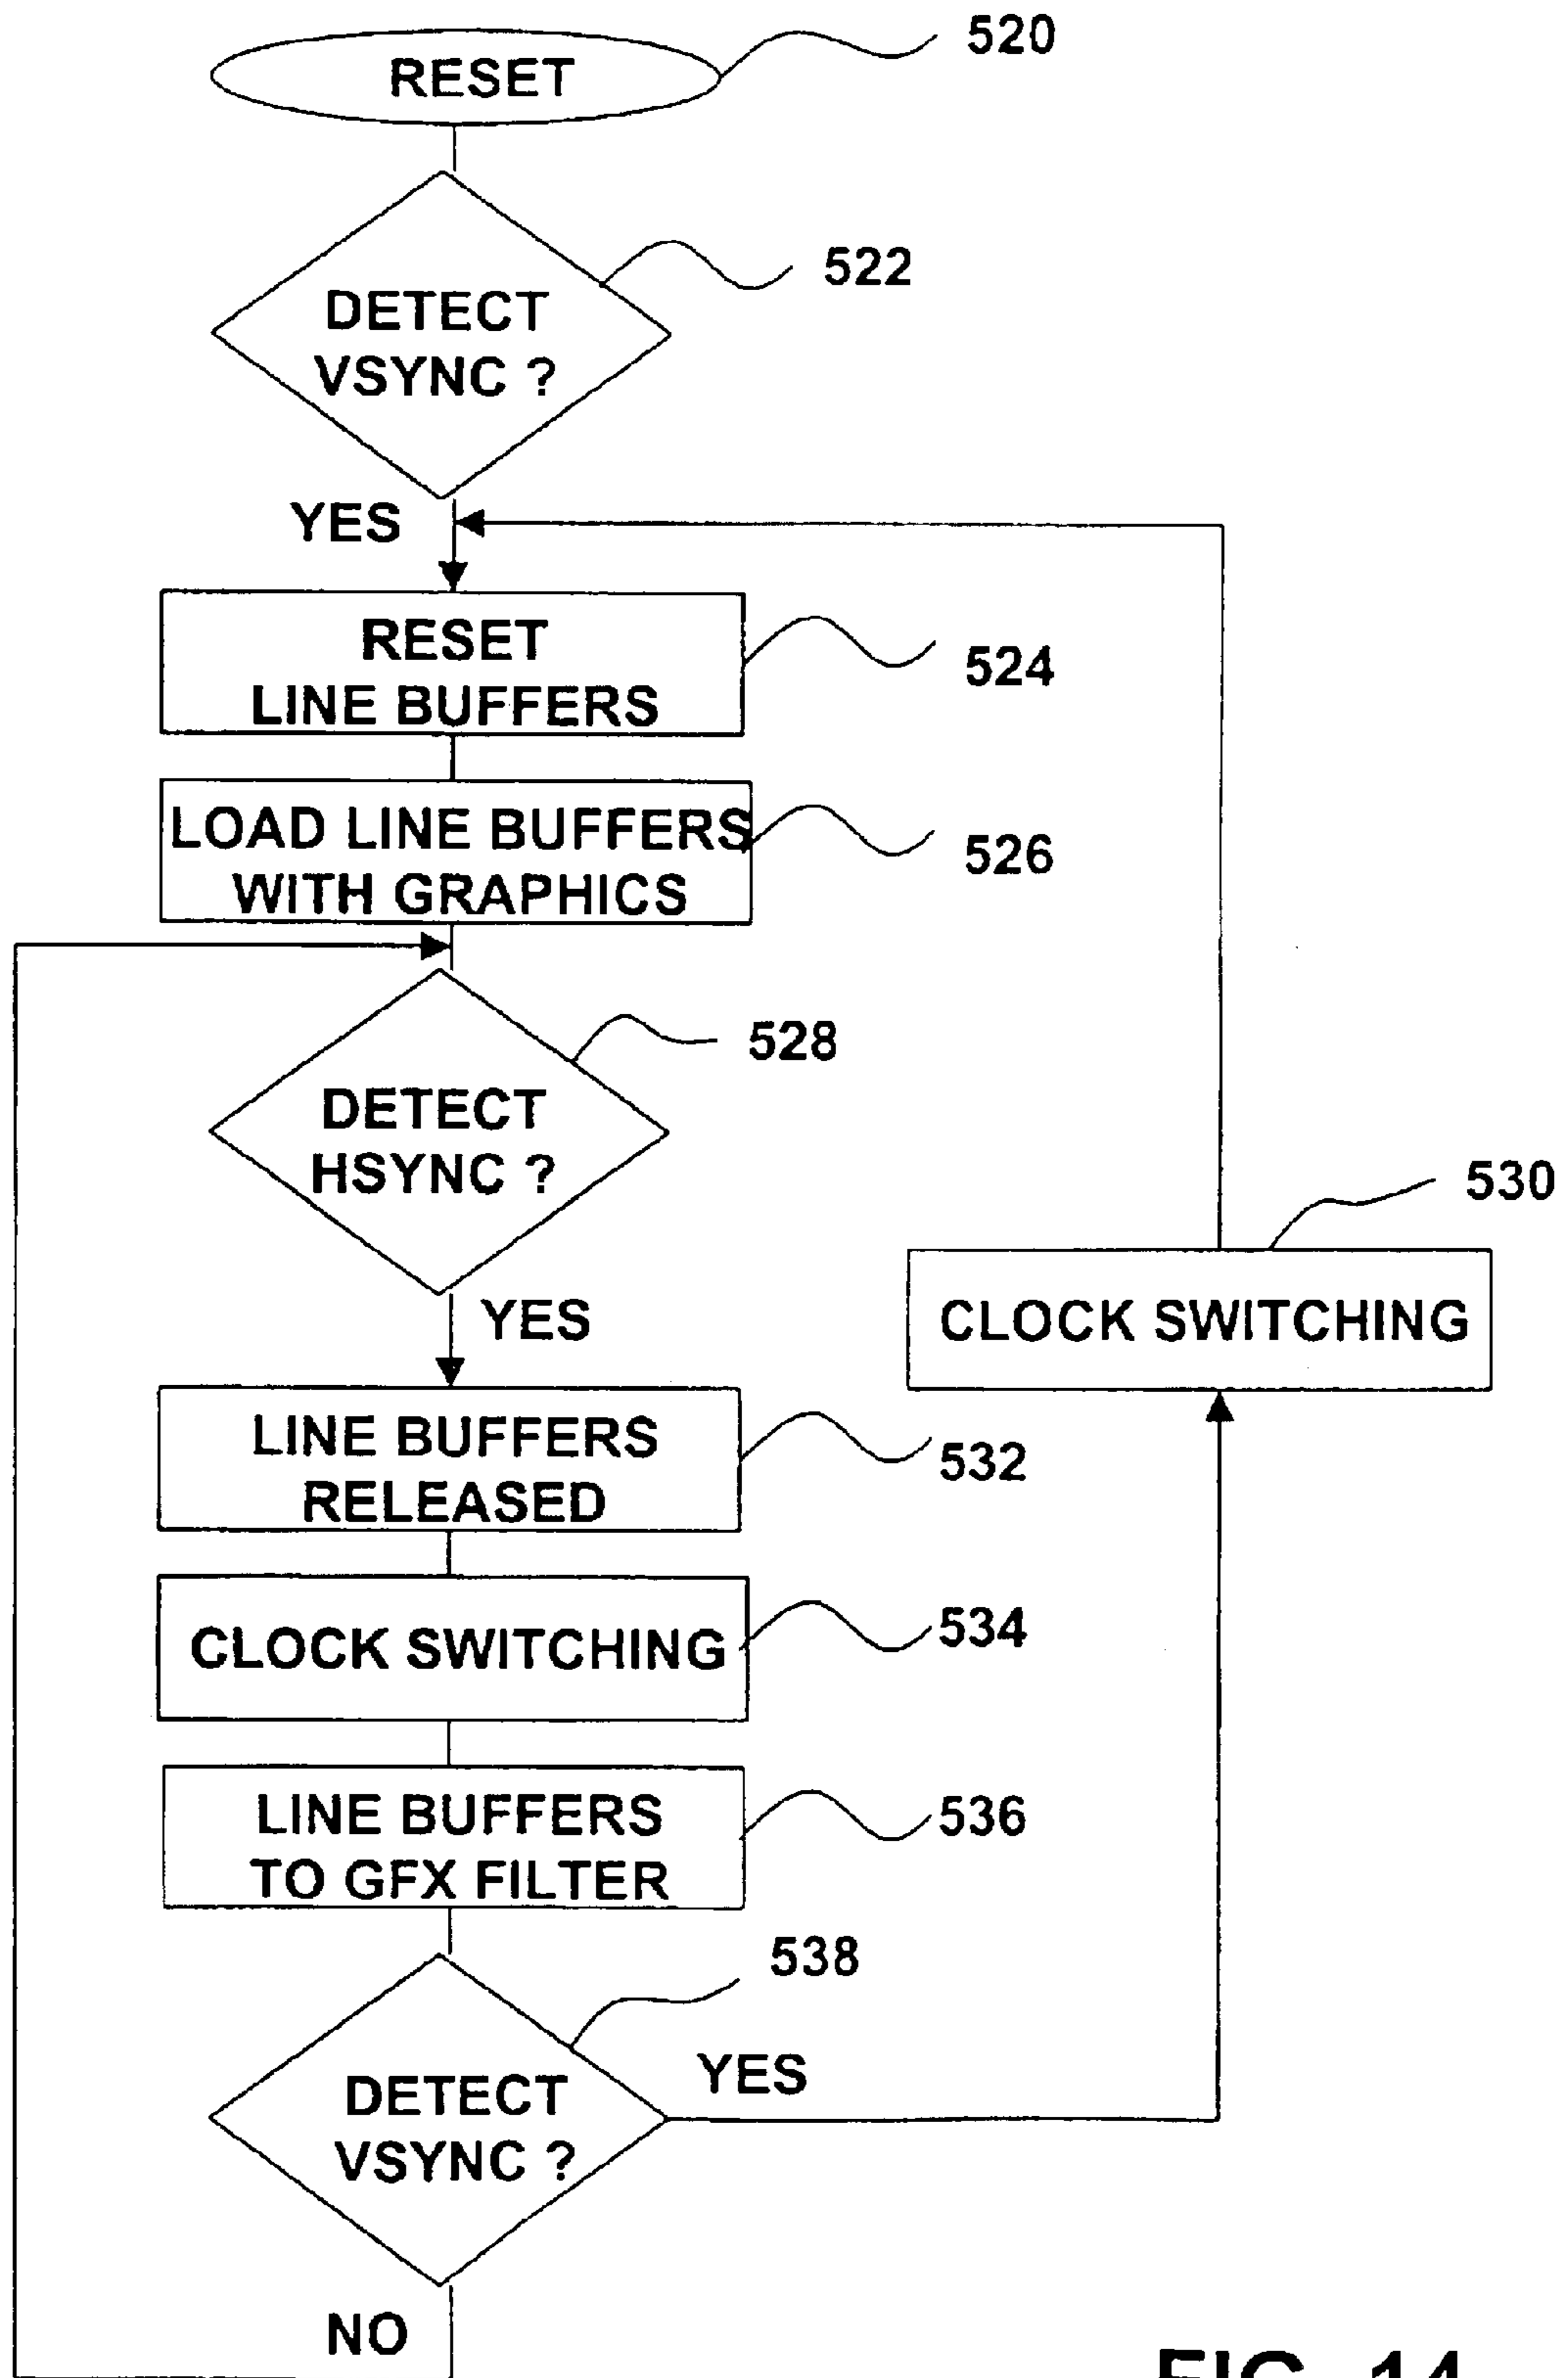 RESET
520
DETECT
VSYNC ?
522
YES
RESET
LINE BUFFERS
524
LOAD LINE BUFFERS
WITH GRAPHICS
526
DETECT
HSYNC ?
528
YES
530
CLOCK SWITCHING
LINE BUFFERS
RELEASED
532
CLOCK SWITCHING
534
LINE BUFFERS
TO GFX FILTER
536
538
DETECT
VSYNC ?
YES
NO
FIG. 14